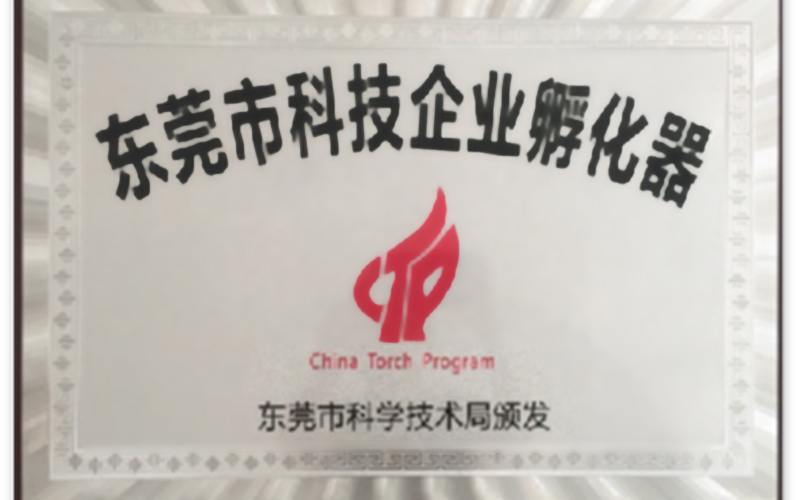 东莞市科技企业孵化器
CTP
China Torch Program
东莞市科学技术局颁发